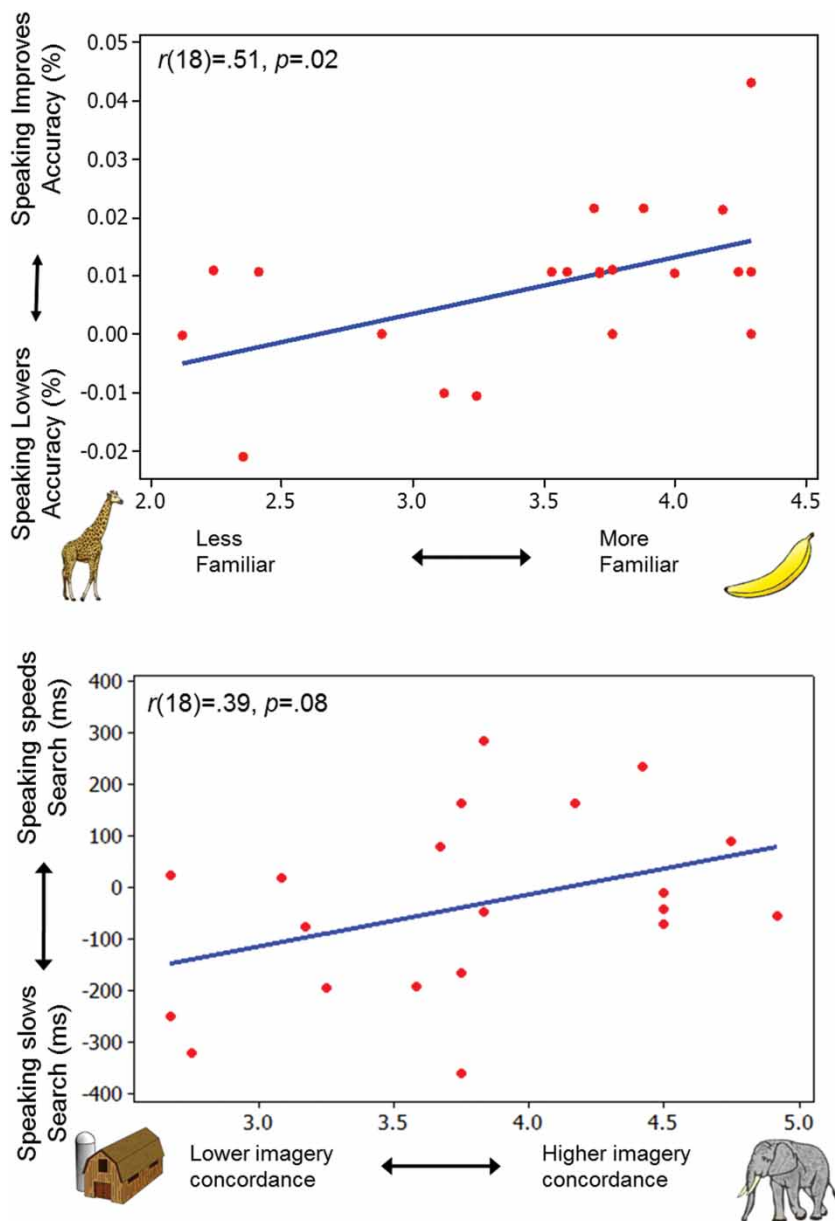 r(18)=.51, p=.02
Speaking Improves
Accuracy (%)
Speaking Lowers
Accuracy (%)
0.05
0.04
0.03
0.02
0.01
0.00
-0.01
-0.02
2.0 2.5 3.0 3.5 4.0 4.5
Less
Familiar
More
Familiar
r(18)=.39, p=.08
Speaking speeds
Search (ms)
Speaking slows
Search (ms)
400
300
200
100
0
-100
-200
-300
-400
3.0 3.5 4.0 4.5 5.0
Lower imagery
concordance
Higher imagery
concordance